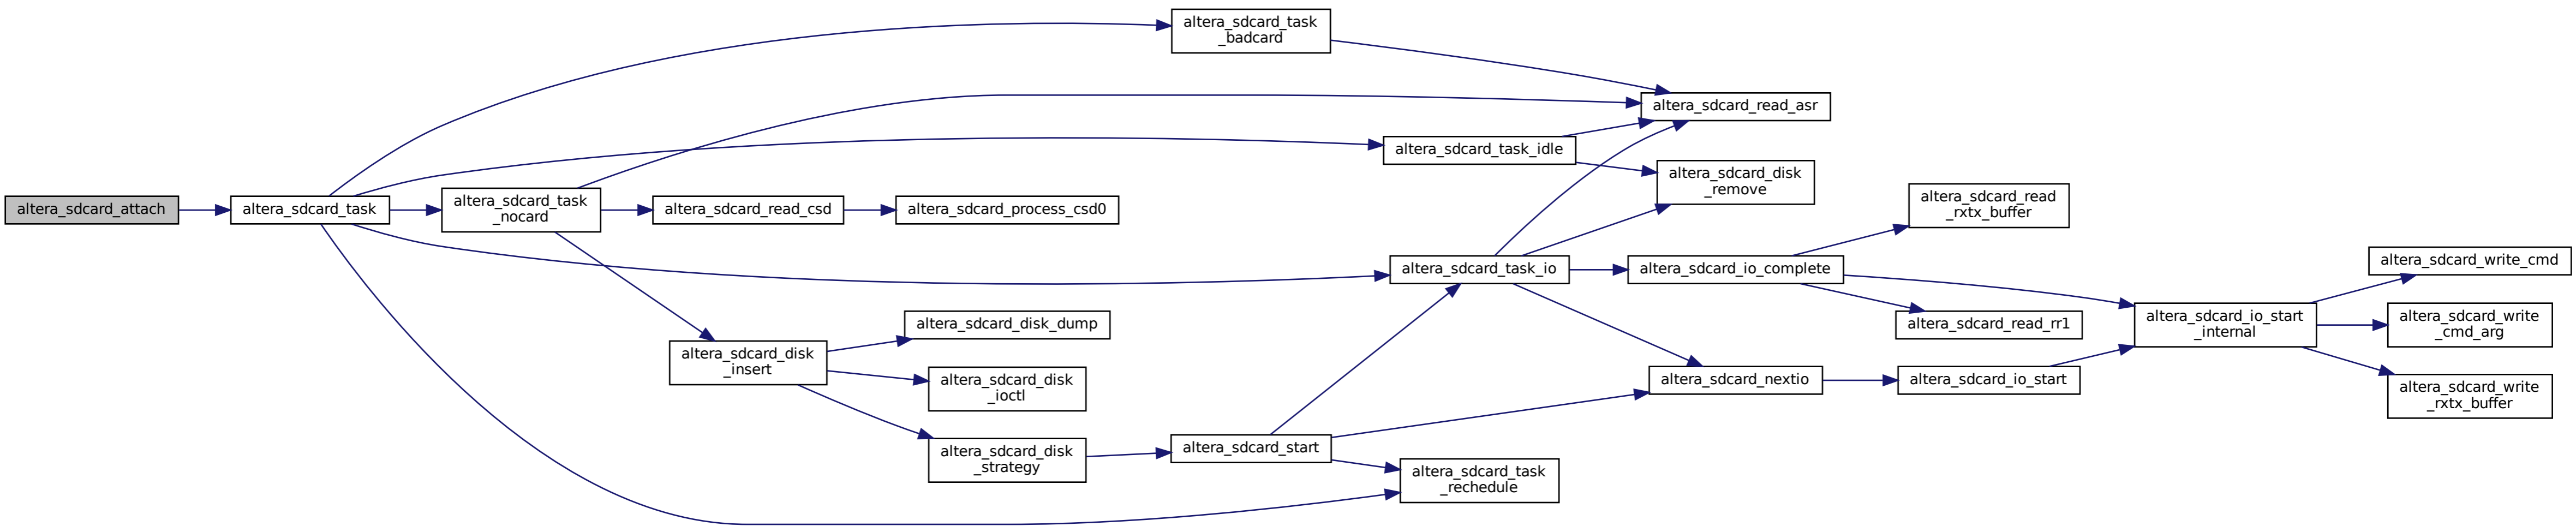 altera_sdcard_attach
altera_sdcard_task
altera_sdcard_task
_nocard
altera_sdcard_read_csd
altera_sdcard_process_csd0
altera_sdcard_disk
_insert
altera_sdcard_disk_dump
altera_sdcard_disk
_ioctl
altera_sdcard_disk
_strategy
altera_sdcard_task
_badcard
altera_sdcard_start
altera_sdcard_task_idle
altera_sdcard_task_io
altera_sdcard_task
_rechedule
altera_sdcard_read_asr
altera_sdcard_disk
_remove
altera_sdcard_io_complete
altera_sdcard_nextio
altera_sdcard_read
_rxtx_buffer
altera_sdcard_read_rr1
altera_sdcard_io_start
altera_sdcard_io_start
_internal
altera_sdcard_write_cmd
altera_sdcard_write
_cmd_arg
altera_sdcard_write
_rxtx_buffer